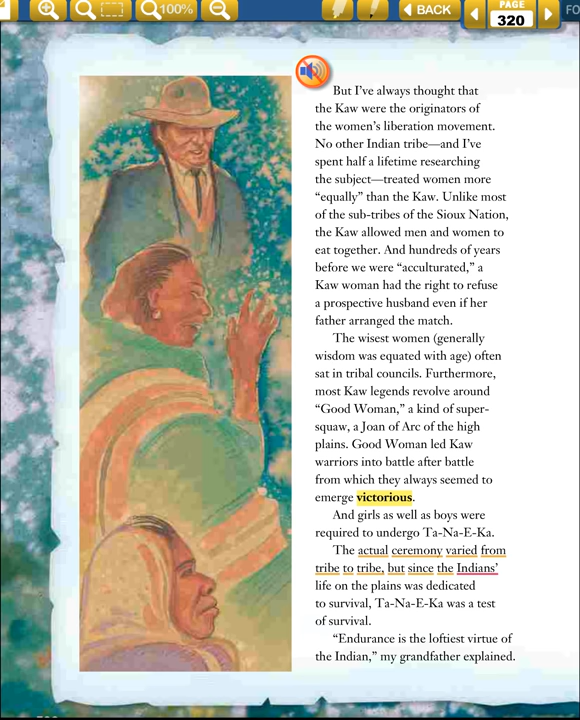 100%
BACK
PAGE
320
FO
But I’ve always thought that
the Kaw were the originators of
the women’s liberation movement.
No other Indian tribe—and I’ve
spent half a lifetime researching
the subject—treated women more
“equally” than the Kaw. Unlike most
of the sub-tribes of the Sioux Nation,
the Kaw allowed men and women to
eat together. And hundreds of years
before we were “acculturated,” a
Kaw woman had the right to refuse
a prospective husband even if her
father arranged the match.
The wisest women (generally
wisdom was equated with age) often
sat in tribal councils. Furthermore,
most Kaw legends revolve around
“Good Woman,” a kind of super-
squaw, a Joan of Arc of the high
plains. Good Woman led Kaw
warriors into battle after battle
from which they always seemed to
emerge victorious.
And girls as well as boys were
required to undergo Ta-Na-E-Ka.
The actual ceremony varied from
tribe to tribe, but since the Indians’
life on the plains was dedicated
to survival, Ta-Na-E-Ka was a test
of survival.
“Endurance is the loftiest virtue of
the Indian,” my grandfather explained.